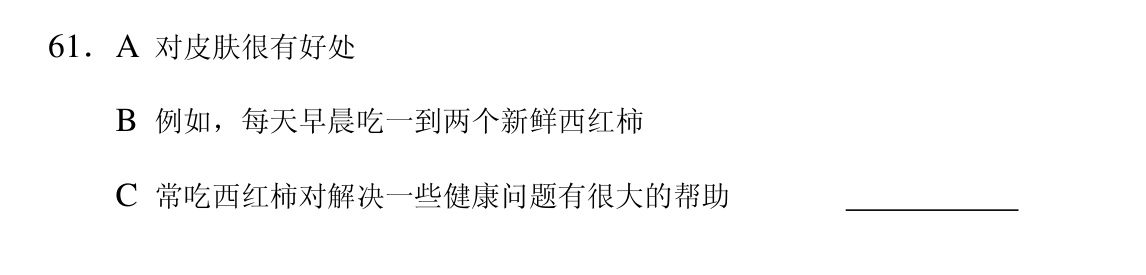 61. A 对皮肤很有好处
B 例如，每天早晨吃一到两个新鲜西红柿
C 常吃西红柿对解决一些健康问题有很大的帮助